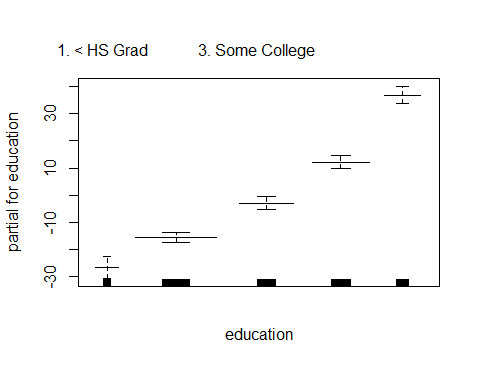 1. < HS Grad 3. Some College
30
10
-10
-30
partial for education
education